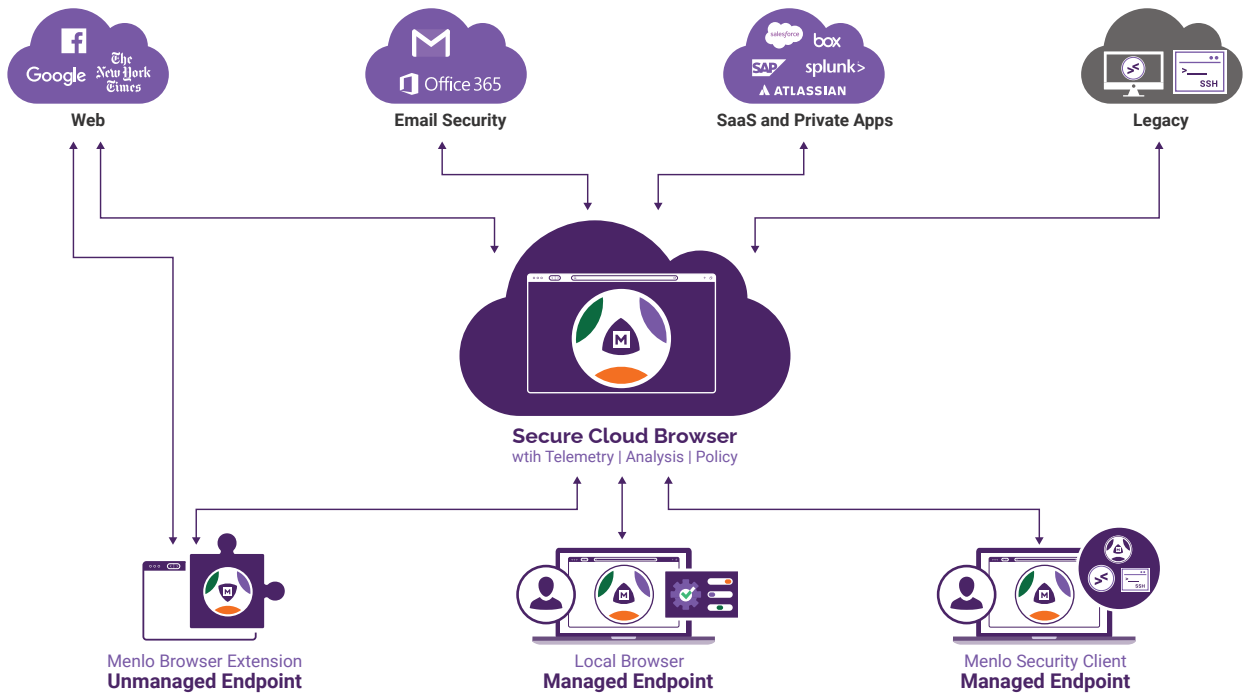 Google
The
New York
Times
Web
Office 365
Email Security
salesforce
box
SAP
splunk>
ATLASSIAN
SaaS and Private Apps
>_
SSH
Legacy
M
Secure Cloud Browser
wtih Telemetry | Analysis | Policy
M
Menlo Browser Extension
Unmanaged Endpoint
M
Local Browser
Managed Endpoint
M
M
>_
SSH
Menlo Security Client
Managed Endpoint